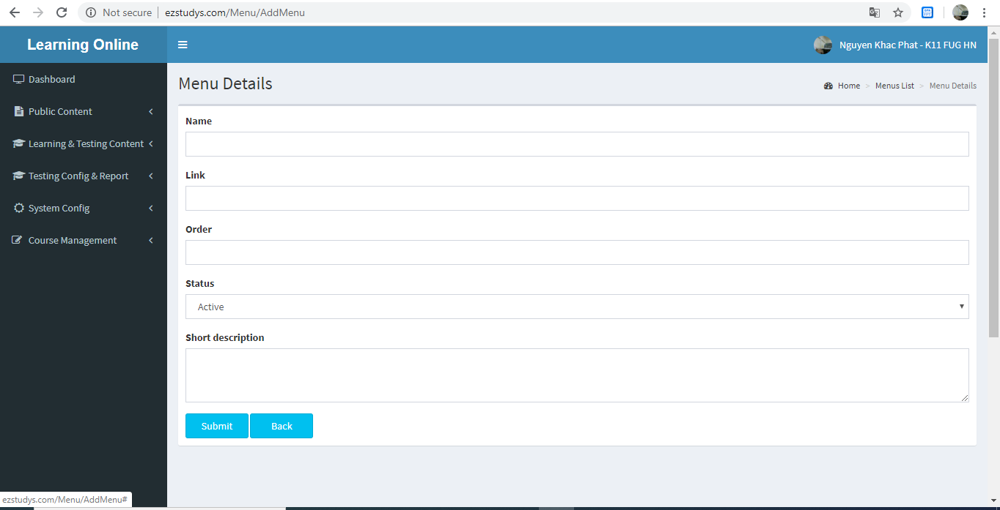 Not secure | ezstudys.com/Menu/AddMenu
Learning Online
Nguyen Khac Phat - K11 FUG HN
Dashboard
Public Content
Learning & Testing Content
Testing Config & Report
System Config
Course Management
Menu Details
Home > Menus List > Menu Details
Name
Link
Order
Status
Active
Short description
Submit
Back
ezstudys.com/Menu/AddMenu#